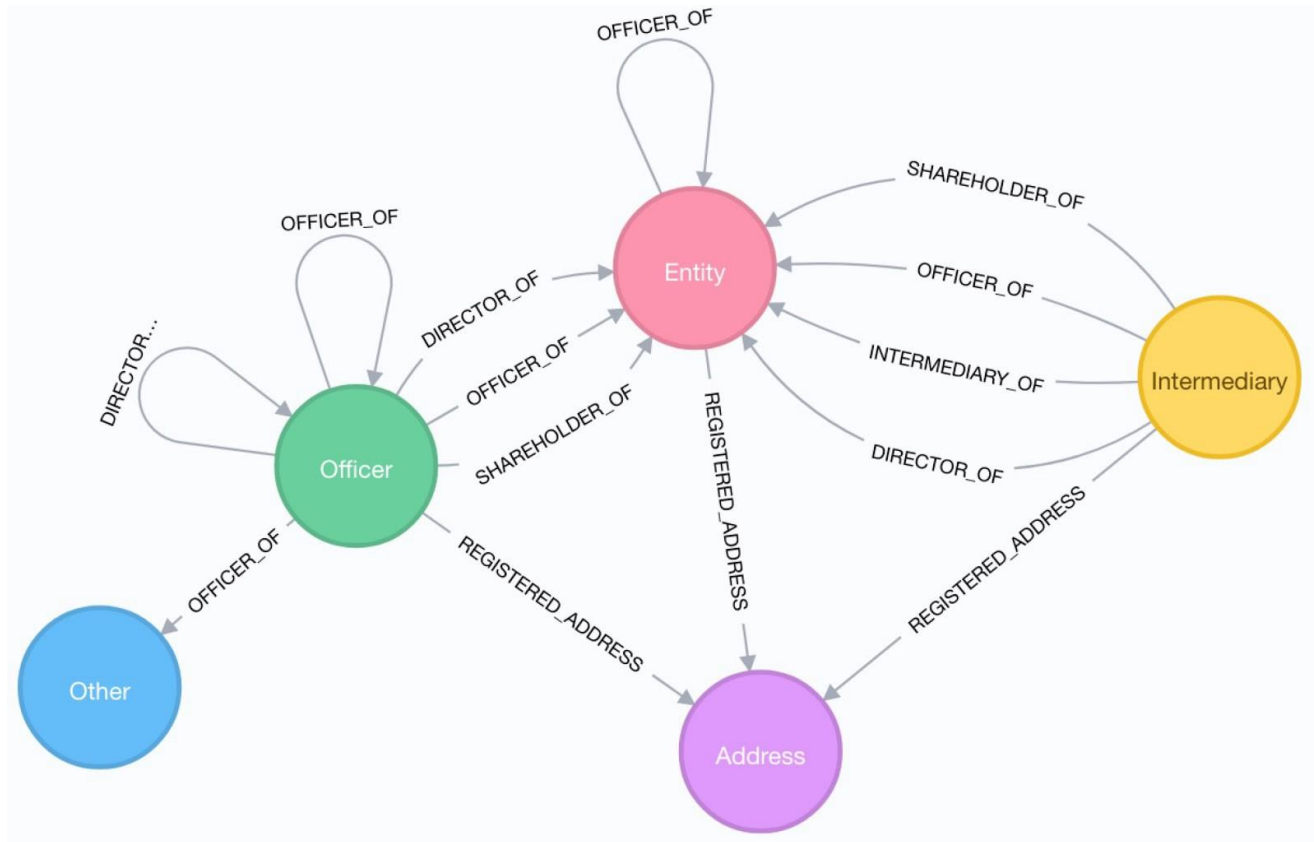 OFFICER_OF
SHAREHOLDER_OF
OFFICER_OF
Entity
OFFICER_OF
DIRECTOR_OF
DIRECTOR...
OFFICER_OF
INTERMEDIARY_OF
Intermediary
SHAREHOLDER_OF
DIRECTOR_OF
Officer
REGISTERED_ADDRESS
REGISTERED_ADDRESS
OFFICER_OF
REGISTERED_ADDRESS
Other
Address